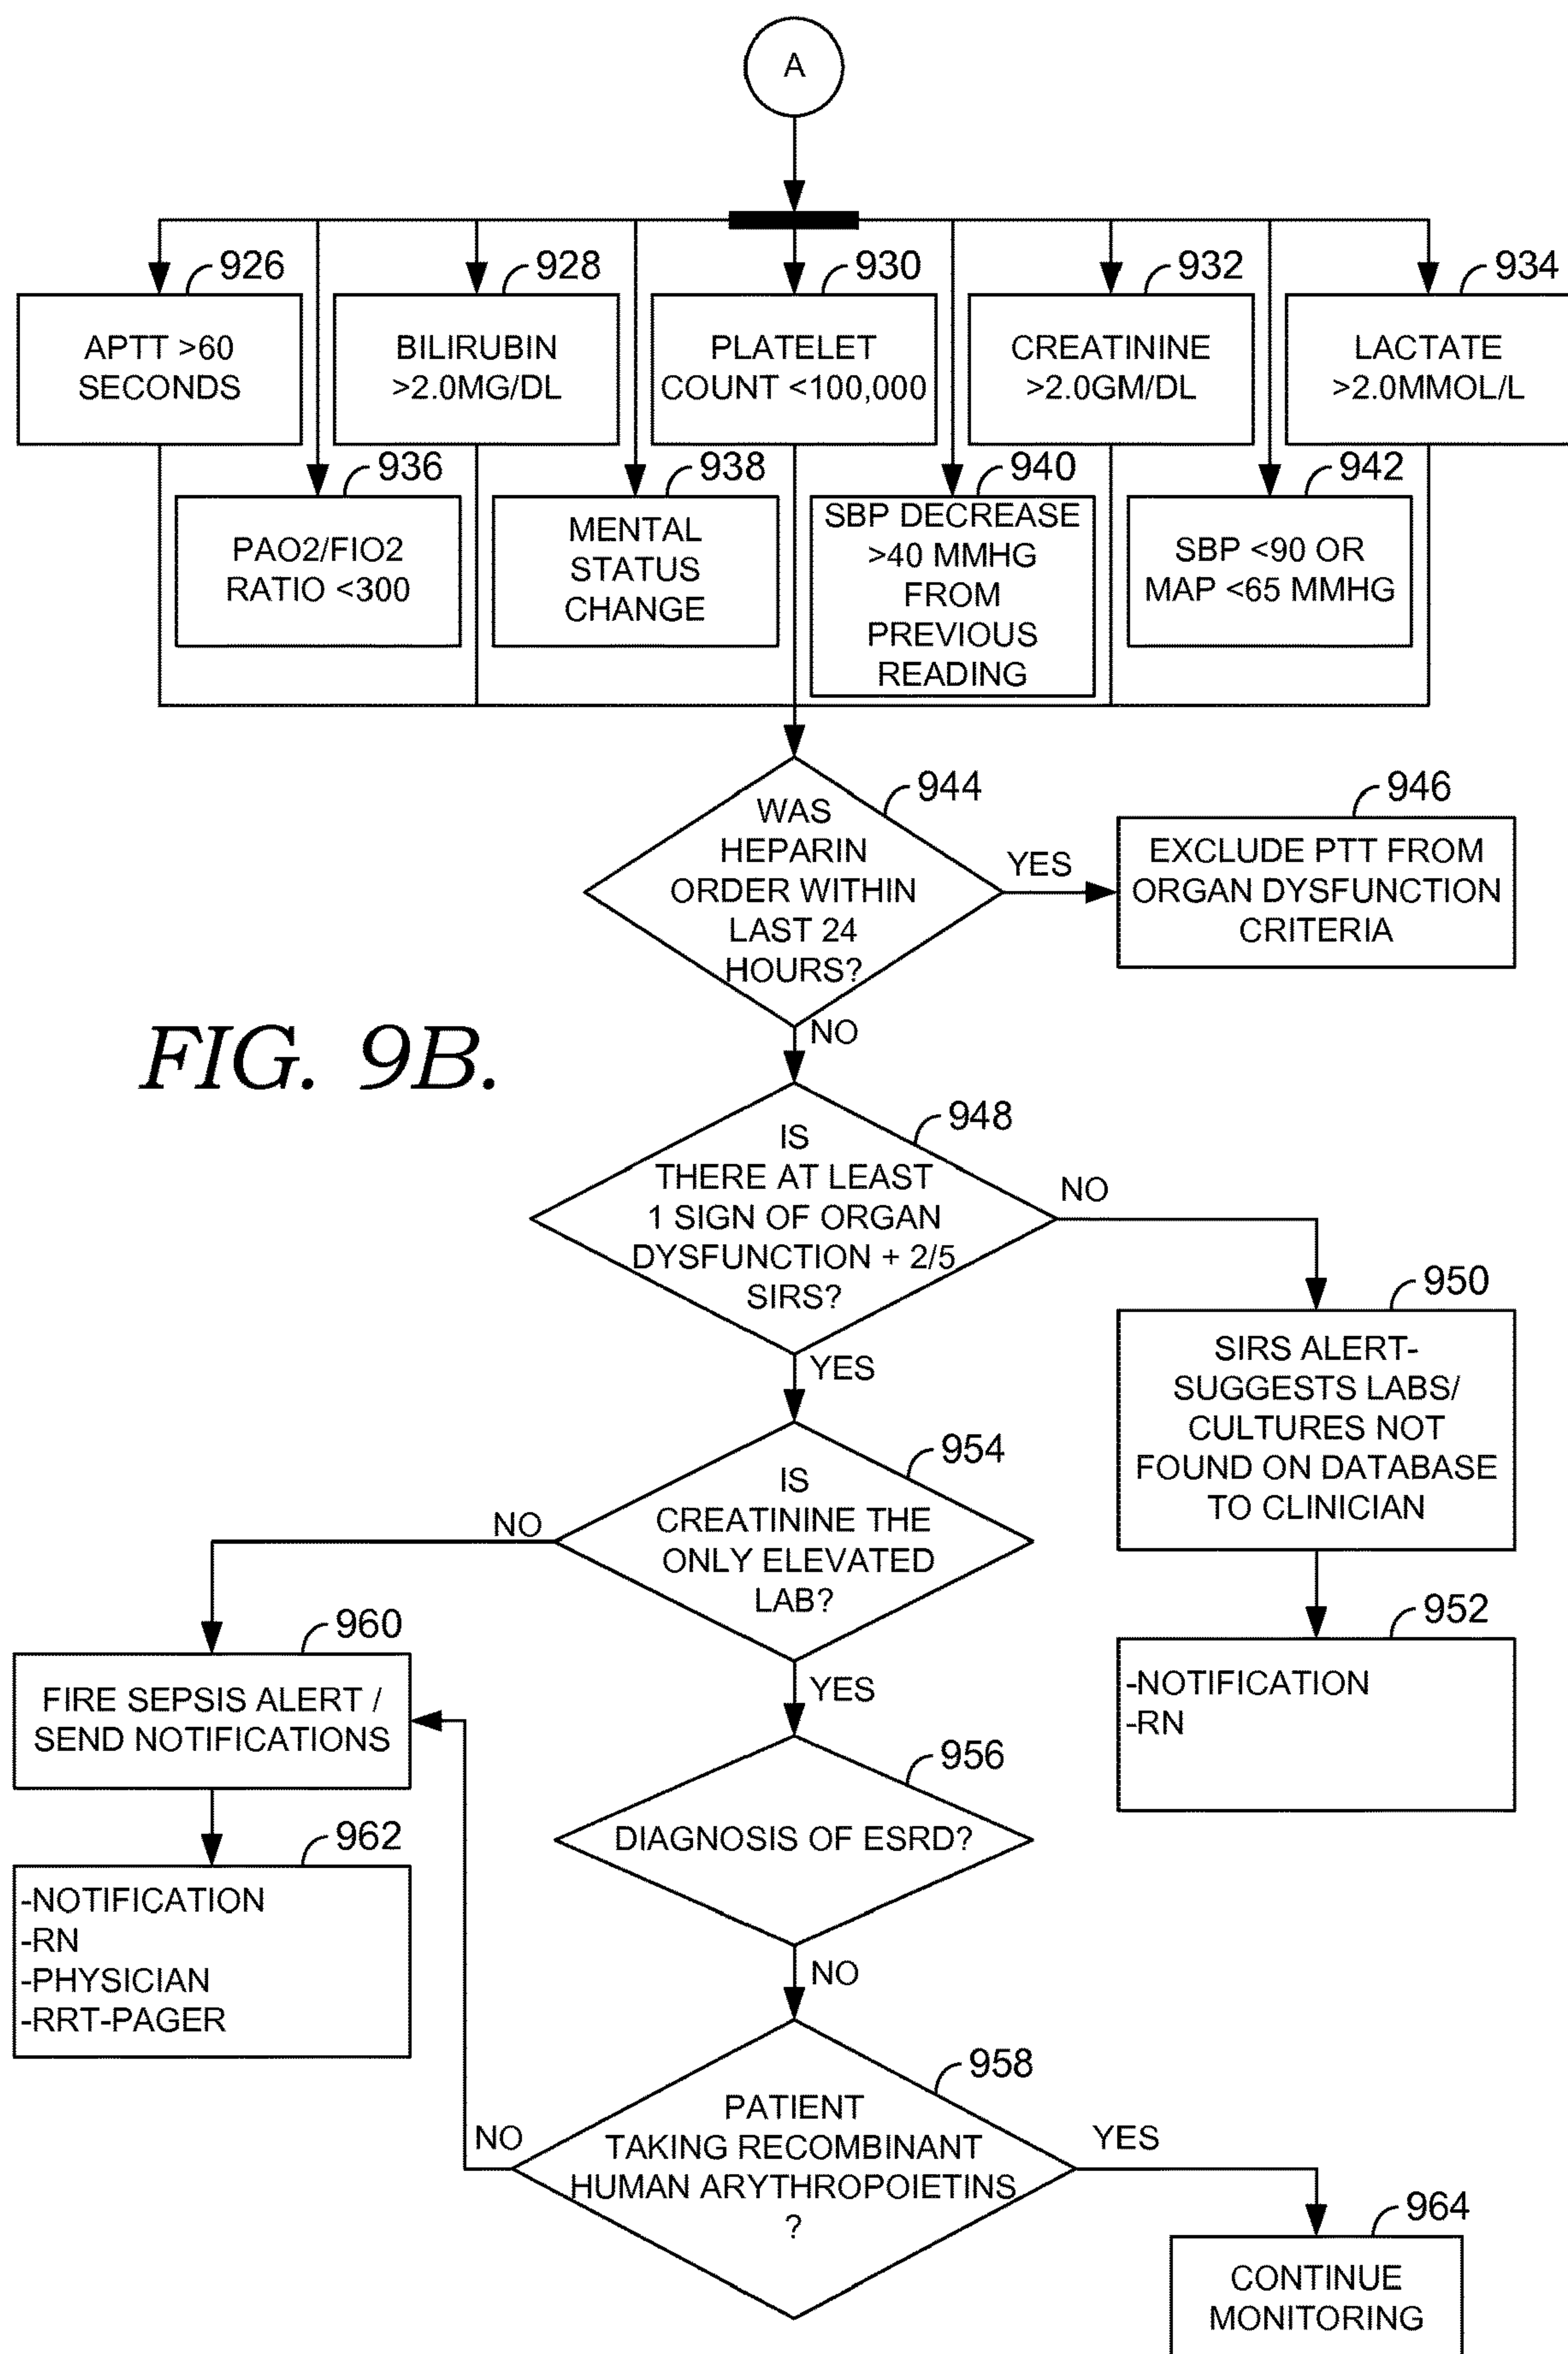 A
926
928
930
932
934
APTT >60
SECONDS
BILIRUBIN
>2.0MG/DL
PLATELET
COUNT <100,000
CREATININE
>2.0GM/DL
LACTATE
>2.0MMOL/L
936
938
940
942
PAO2/FIO2
RATIO <300
MENTAL
STATUS
CHANGE
SBP DECREASE
>40 MMHG
FROM
PREVIOUS
READING
SBP <90 OR
MAP <65 MMHG
944
WAS
HEPARIN
ORDER WITHIN
LAST 24
HOURS?
YES
946
EXCLUDE PTT FROM
ORGAN DYSFUNCTION
CRITERIA
NO
FIG. 9B.
948
IS
THERE AT LEAST
1 SIGN OF ORGAN
DYSFUNCTION + 2/5
SIRS?
NO
950
SIRS ALERT-
SUGGESTS LABS/
CULTURES NOT
FOUND ON DATABASE
TO CLINICIAN
YES
954
IS
CREATININE THE
ONLY ELEVATED
LAB?
NO
952
-NOTIFICATION
-RN
960
FIRE SEPSIS ALERT /
SEND NOTIFICATIONS
YES
956
DIAGNOSIS OF ESRD?
962
-NOTIFICATION
-RN
-PHYSICIAN
-RRT-PAGER
NO
958
PATIENT
TAKING RECOMBINANT
HUMAN ARYTHROPOIETINS
?
NO
YES
964
CONTINUE
MONITORING